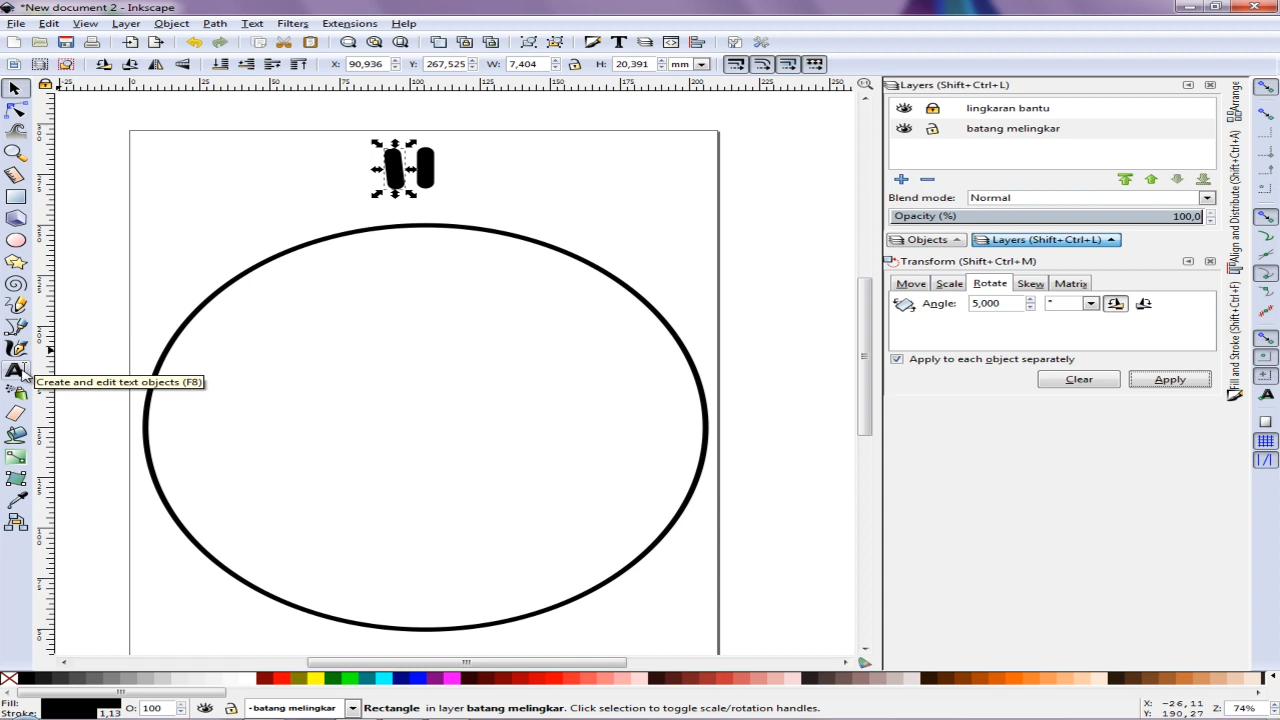 *New document 2 - Inkscape
File Edit View Layer Object Path Text Filters Extensions Help
X: 90,936 Y: 267,525 W: 7,404 H: 20,391 mm
Layers (Shift+Ctrl+L)
lingkaran bantu
batang melingkar
Blend mode: Normal
Opacity (%) 100,0
Objects Layers (Shift+Ctrl+L)
Transform (Shift+Ctrl+M)
Move Scale Rotate Skew Matrix
Angle: 5,000 °
Apply to each object separately
Clear Apply
Arrange
Align and Distribute (Shift+Ctrl+A)
Fill and Stroke (Shift+Ctrl+F)
Create and edit text objects (F8)
Fill:
Stroke: 1,13
O: 100
batang melingkar
Rectangle in layer batang melingkar. Click selection to toggle scale/rotation handles.
X: -26,11
Y: 190,27
Z: 74%